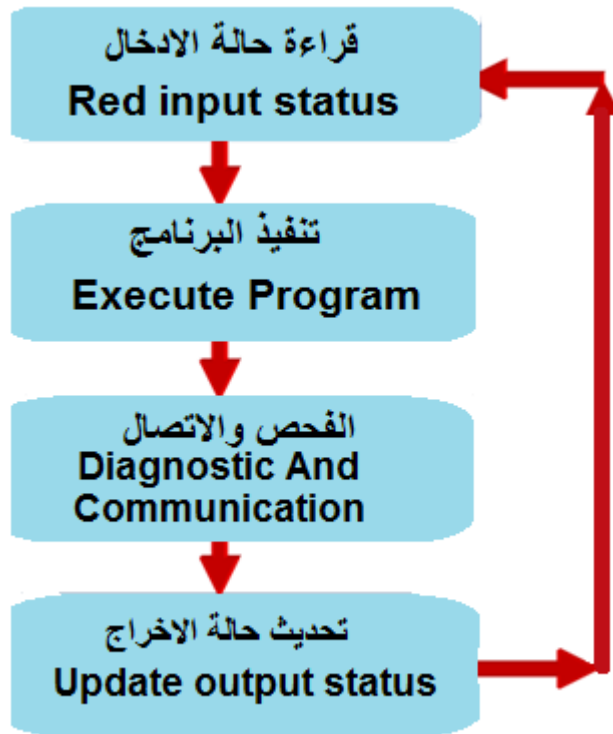 قراءة حالة الادخال
Red input status
تنفيذ البرنامج
Execute Program
الفحص والاتصال
Diagnostic And
Communication
تحديث حالة الاخراج
Update output status